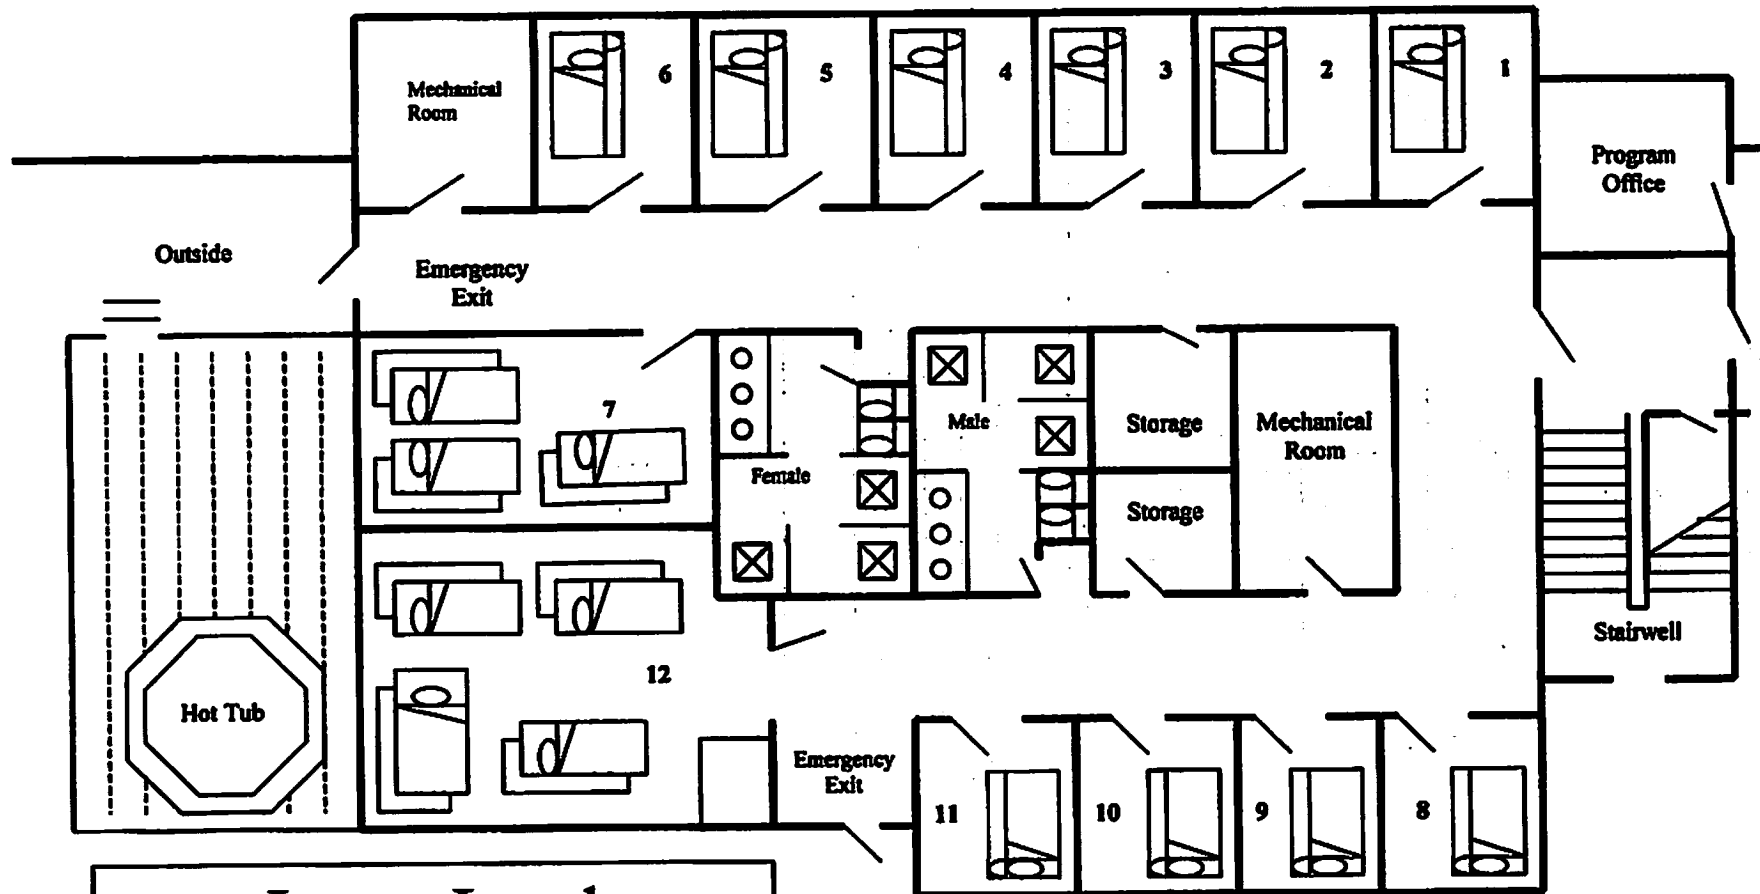 6
5
4
3
2
1
Mechanical
Room
Program
Office
Outside
Emergency
Exit
7
Male
Storage
Mechanical
Room
Female
Storage
Stairwell
12
Hot Tub
Emergency
Exit
11
10
9
8